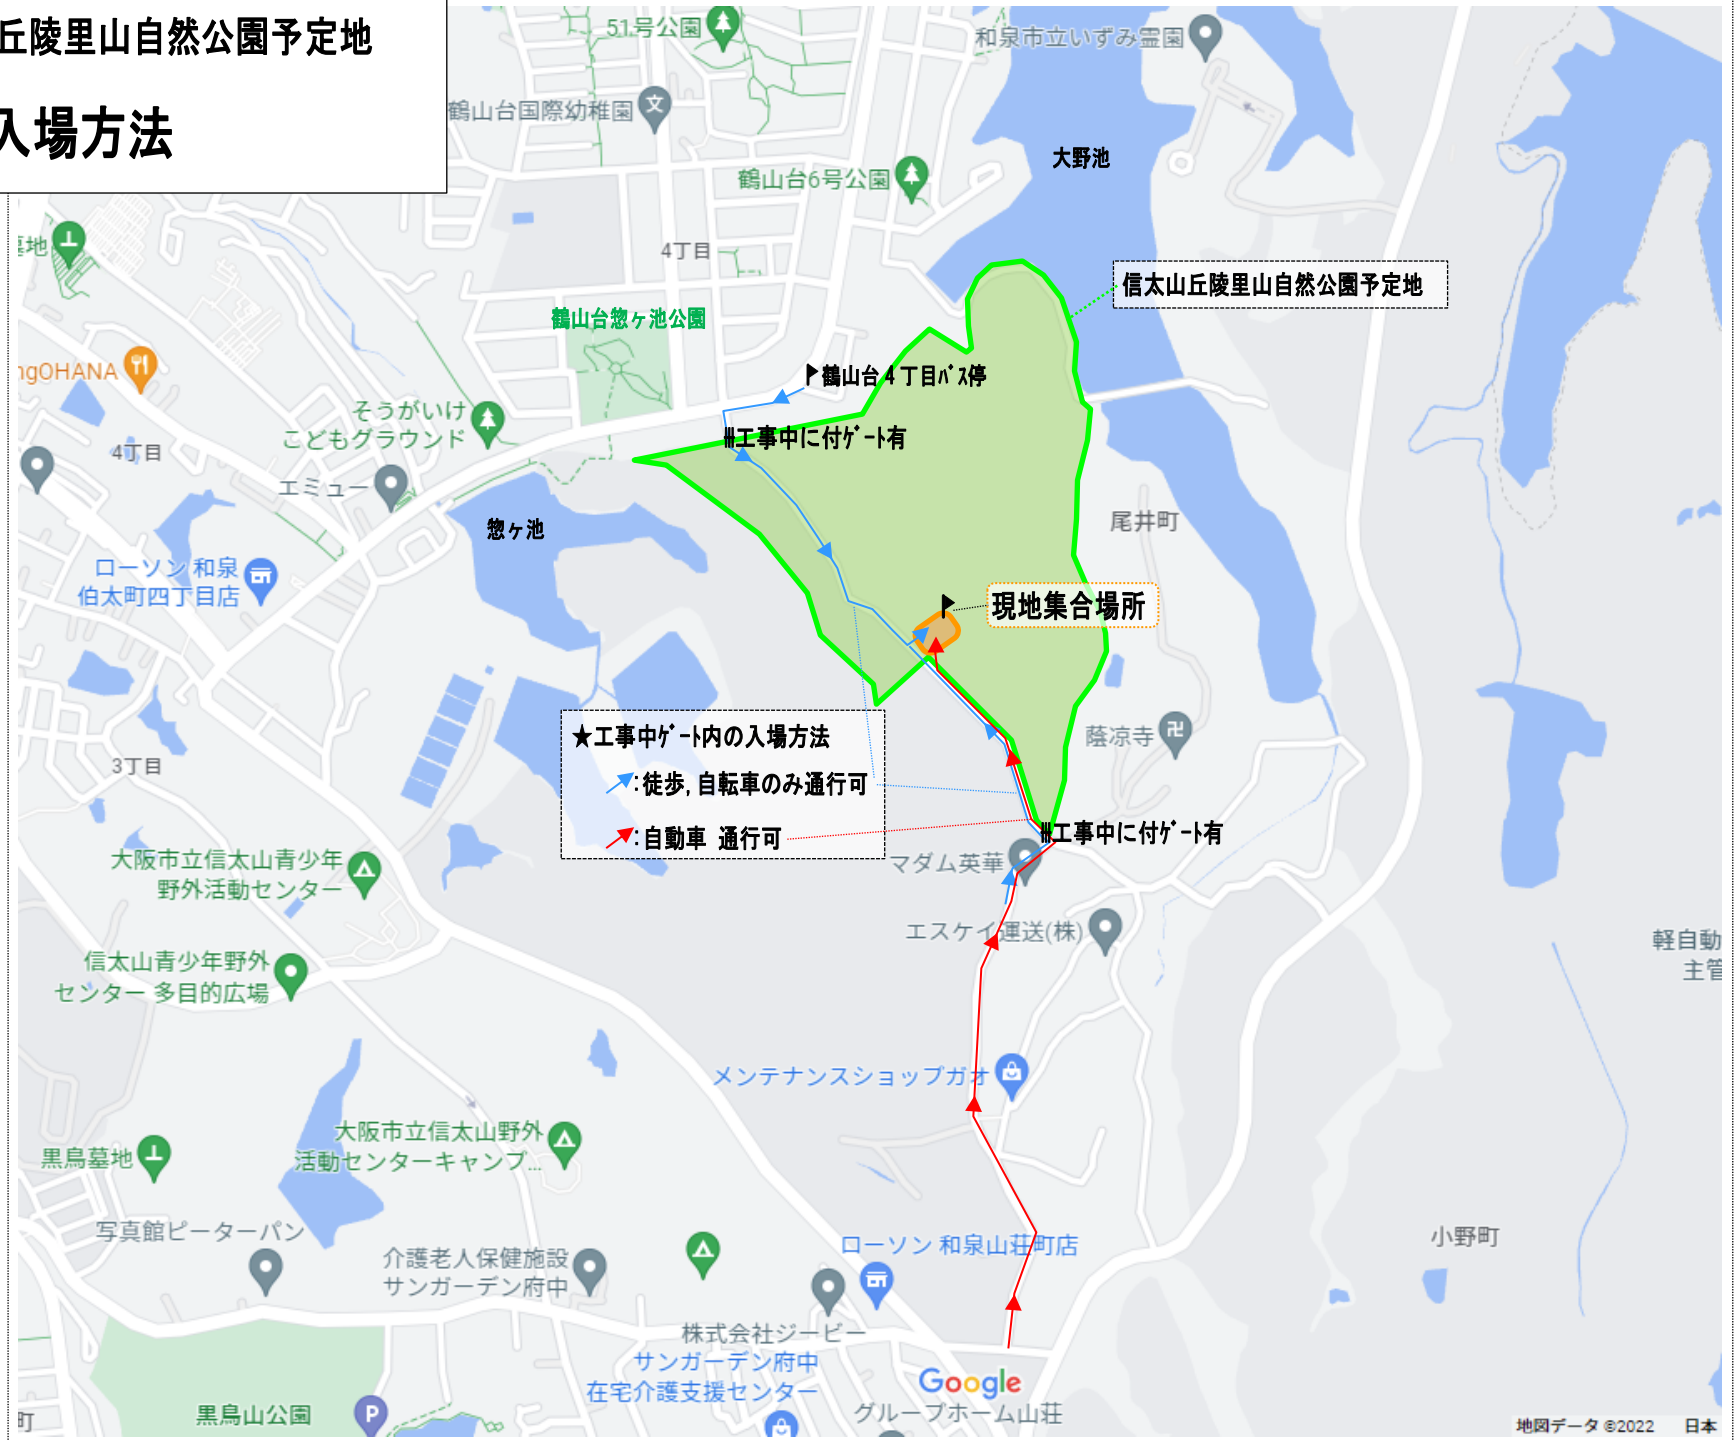 丘陵里山自然公園予定地
入場方法
51号公園
和泉市立いずみ霊園
鶴山台国際幼稚園
大野池
鶴山台6号公園
墓地
4丁目
信太山丘陵里山自然公園予定地
鶴山台惣ヶ池公園
ngOHANA
鶴山台4丁目ﾊﾞｽ停
そうがいけ
こどもグラウンド
工事中に付ｹﾞｰﾄ有
4丁目
エミュー
惣ヶ池
尾井町
ローソン 和泉
伯太町四丁目店
現地集合場所
★工事中ｹﾞｰﾄ内の入場方法
:徒歩,自転車のみ通行可
:自動車 通行可
蔭凉寺
3丁目
工事中に付ｹﾞｰﾄ有
マダム英華
大阪市立信太山青少年
野外活動センター
エスケイ運送(株)
軽自動
主管
信太山青少年野外
センター 多目的広場
メンテナンスショップガオ
大阪市立信太山野外
活動センターキャンプ...
黒鳥墓地
写真館ピーターパン
介護老人保健施設
サンガーデン府中
ローソン 和泉山荘町店
小野町
株式会社ジーピー
サンガーデン府中
在宅介護支援センター
Google
グループホーム山荘
黒鳥山公園
P
町
地図データ ©2022 日本